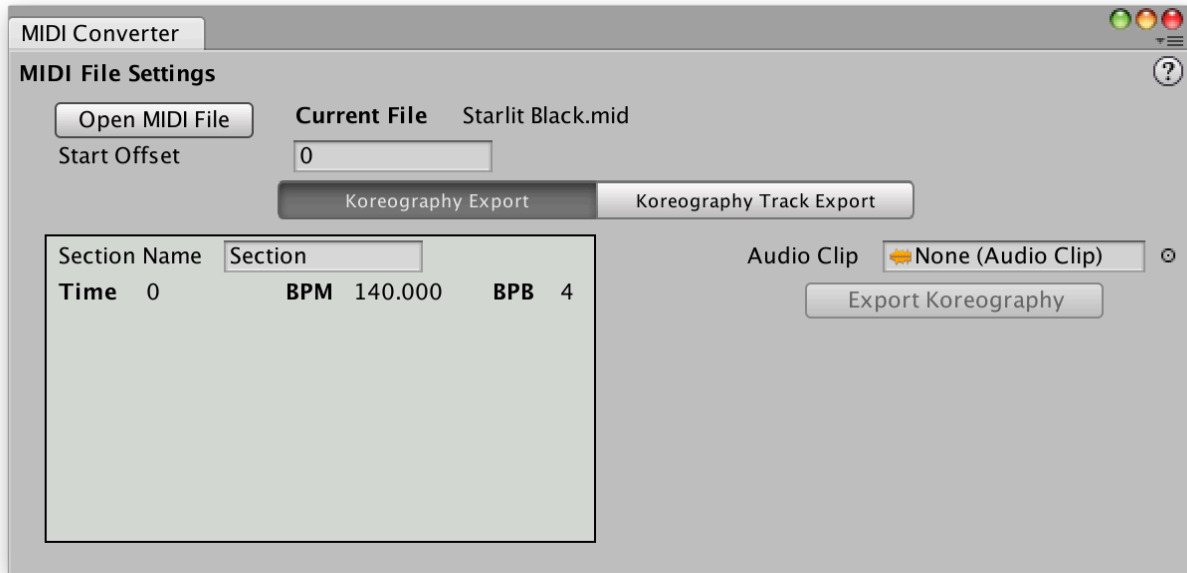 MIDI Converter
MIDI File Settings
?
Open MIDI File Current File Starlit Black.mid
Start Offset 0
Koreography Export Koreography Track Export
Section Name Section
Audio Clip None (Audio Clip)
Time 0 BPM 140.000 BPB 4
Export Koreography